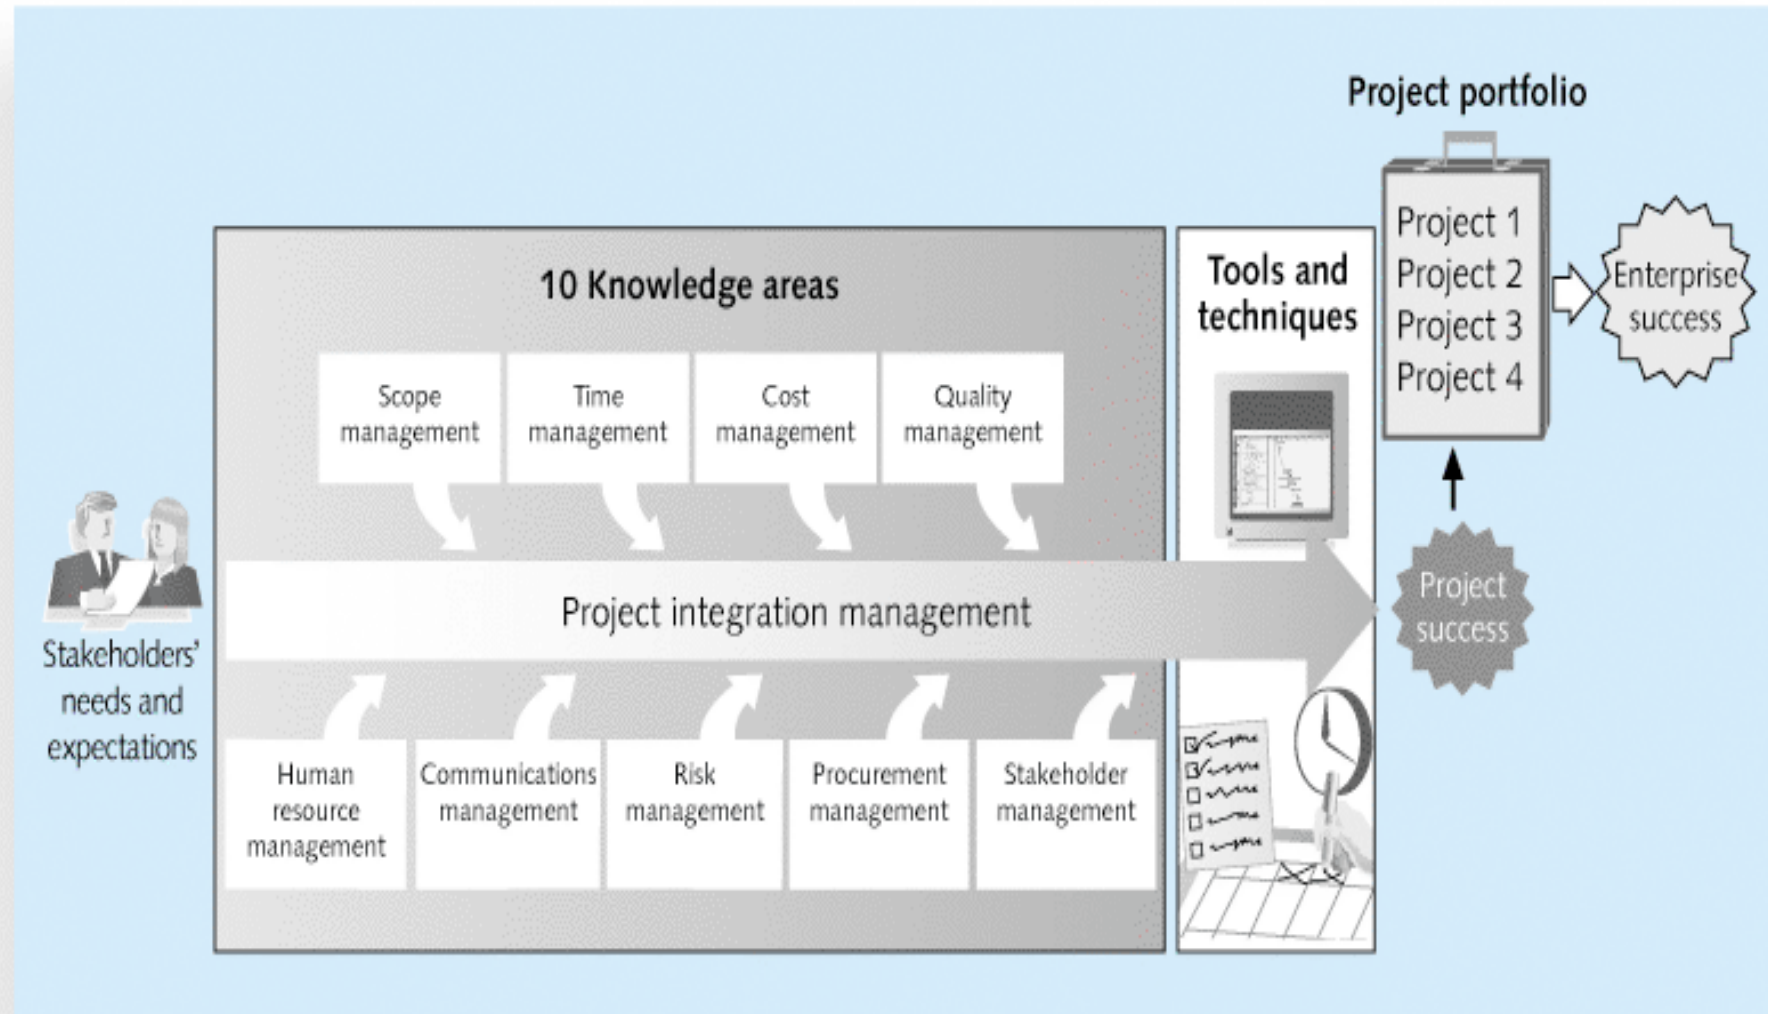 Project portfolio
Project 1
Project 2
Project 3
Project 4
Enterprise
success
10 Knowledge areas
Tools and
techniques
Scope
management
Time
management
Cost
management
Quality
management
Stakeholders'
needs and
expectations
Project integration management
Project
success
Human
resource
management
Communications
management
Risk
management
Procurement
management
Stakeholder
management